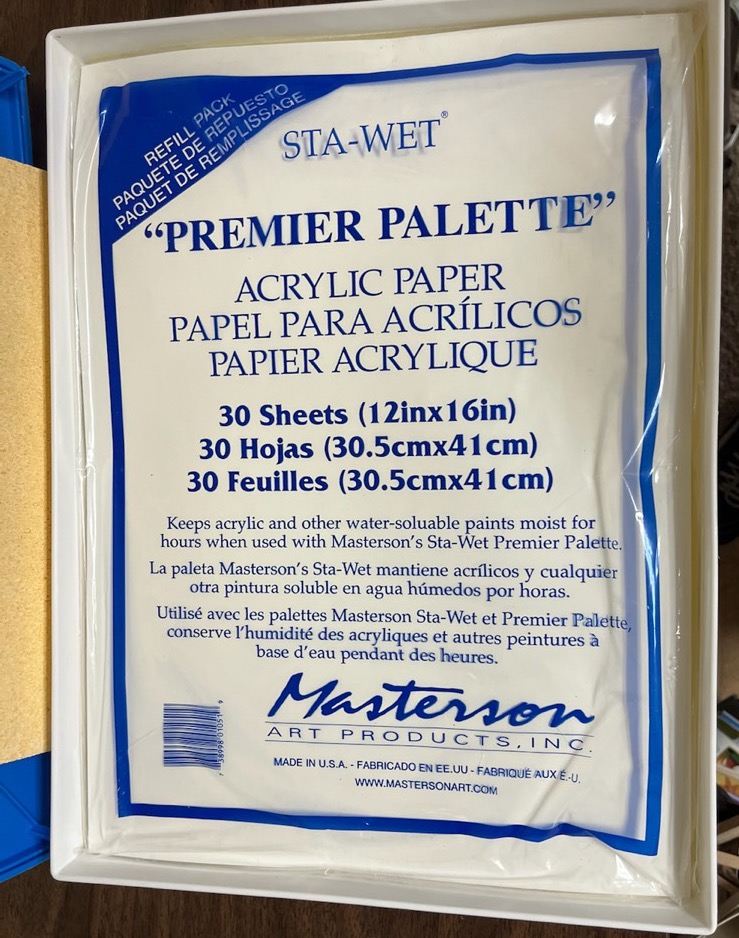 REFILL PACK
PAQUETE DE REPUESTO
PAQUET DE REMPLISSAGE
STA-WET®
“PREMIER PALETTE”
ACRYLIC PAPER
PAPEL PARA ACRÍLICOS
PAPIER ACRYLIQUE
30 Sheets (12inx16in)
30 Hojas (30.5cmx41cm)
30 Feuilles (30.5cmx41cm)
Keeps acrylic and other water-soluable paints moist for
hours when used with Masterson's Sta-Wet Premier Palette.
La paleta Masterson's Sta-Wet mantiene acrílicos y cualquier
otra pintura soluble en agua húmedos por horas.
Utilisé avec les palettes Masterson Sta-Wet et Premier Palette,
conserve l'humidité des acryliques et autres peintures à
base d'eau pendant des heures.
Masterson
ART PRODUCTS, INC.
MADE IN U.S.A. - FABRICADO EN EE.UU - FABRIQUÉ AUX É.-U.
WWW.MASTERSONART.COM